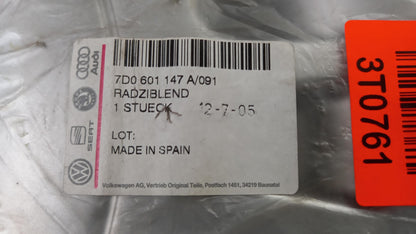 Audi
SEAT
7D0 601 147 A/091
RADZIBLEND
1 STUECK 12-7-05
LOT:
MADE IN SPAIN
Volkswagen AG, Vertrieb Original Teile, Postfach 1451, 34219 Baunatal
3T0761